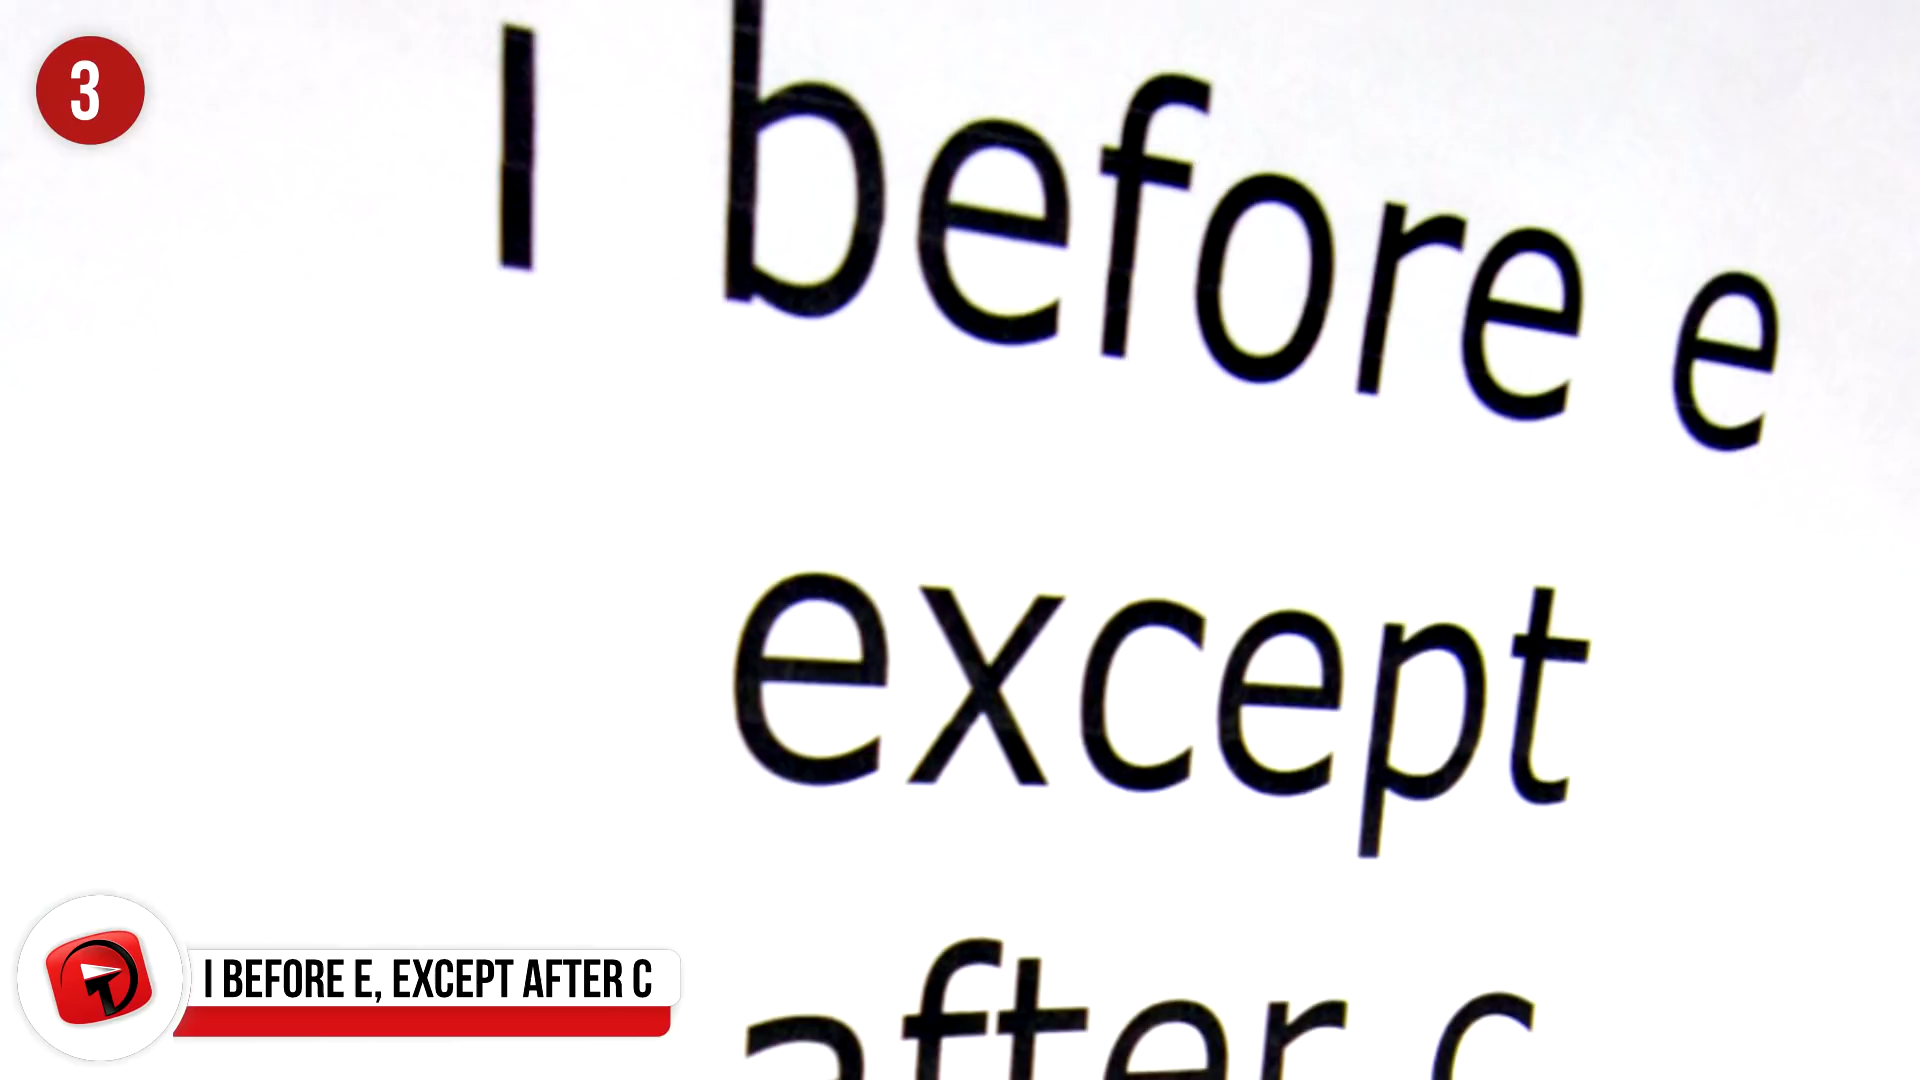 3
I before e
except
after c
I BEFORE E, EXCEPT AFTER C